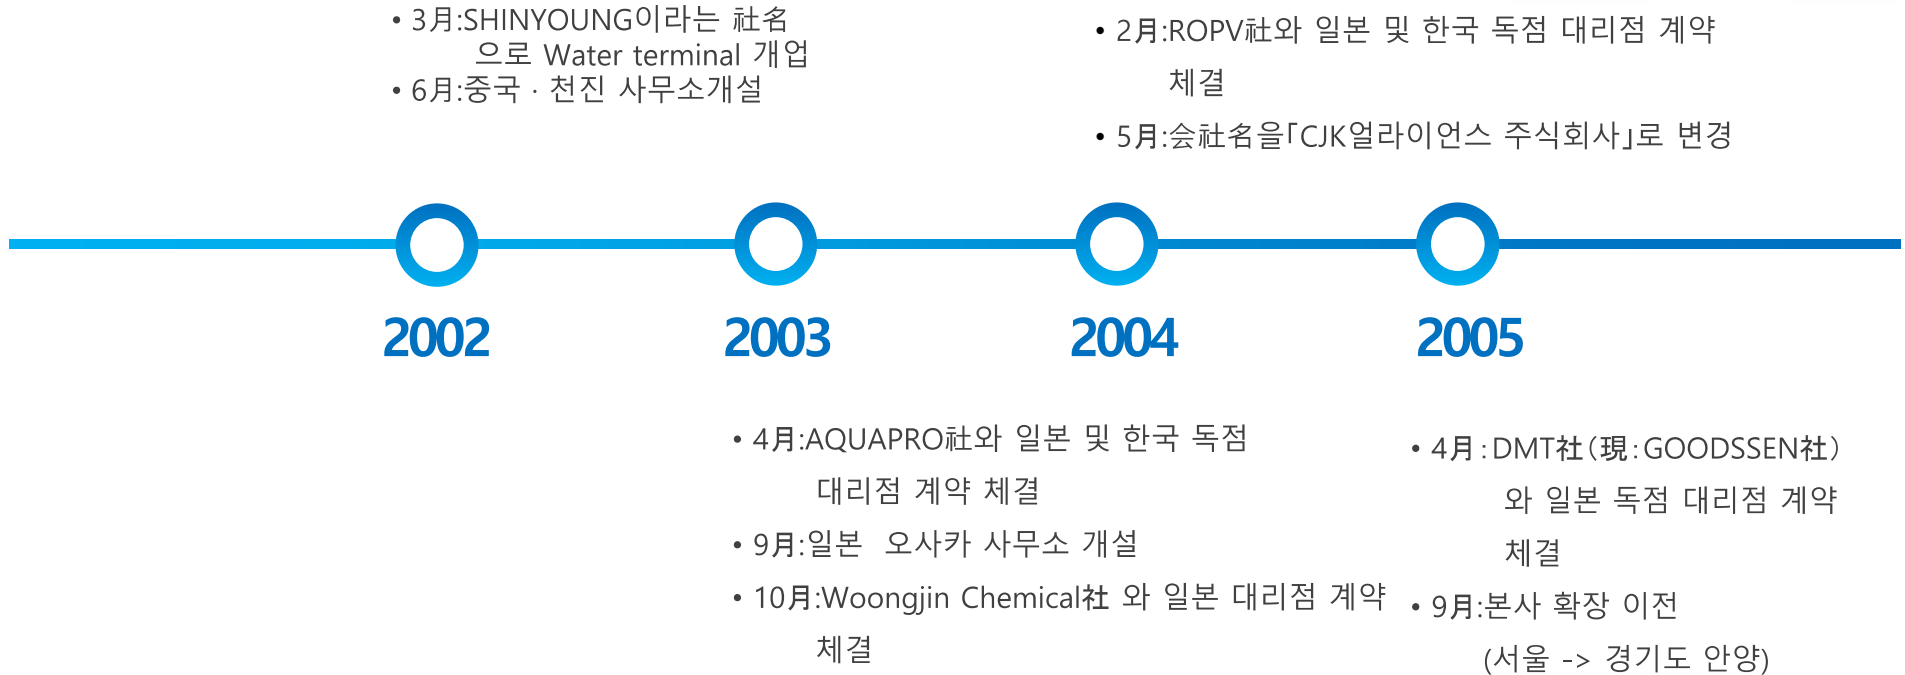 • 3月:SHINYOUNG이라는 社名
으로 Water terminal 개업
• 6月:중국 · 천진 사무소개설
• 2月:ROPV社와 일본 및 한국 독점 대리점 계약
체결
• 5月:会社名을「CJK얼라이언스 주식회사」로 변경
2002
2003
2004
2005
• 4月:AQUAPRO社와 일본 및 한국 독점
대리점 계약 체결
• 9月:일본 오사카 사무소 개설
• 10月:Woongjin Chemical社 와 일본 대리점 계약
체결
• 4月:DMT社(現:GOODSSEN社)
와 일본 독점 대리점 계약
체결
• 9月:본사 확장 이전
(서울 -> 경기도 안양)